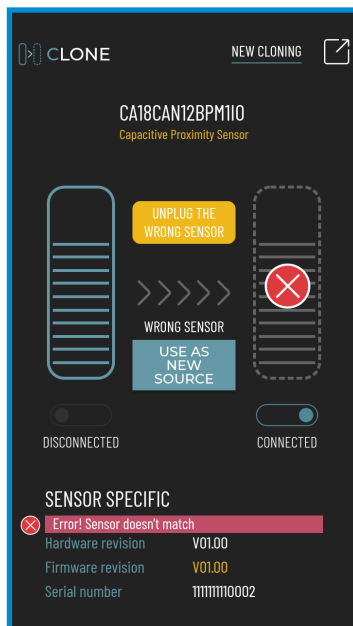 CLONE
NEW CLONING
CA18CAN12BPM1IO
Capacitive Proximity Sensor
UNPLUG THE
WRONG SENSOR
WRONG SENSOR
USE AS
NEW
SOURCE
DISCONNECTED
CONNECTED
SENSOR SPECIFIC
Error! Sensor doesn't match
Hardware revision V01.00
Firmware revision V01.00
Serial number 1111111110002